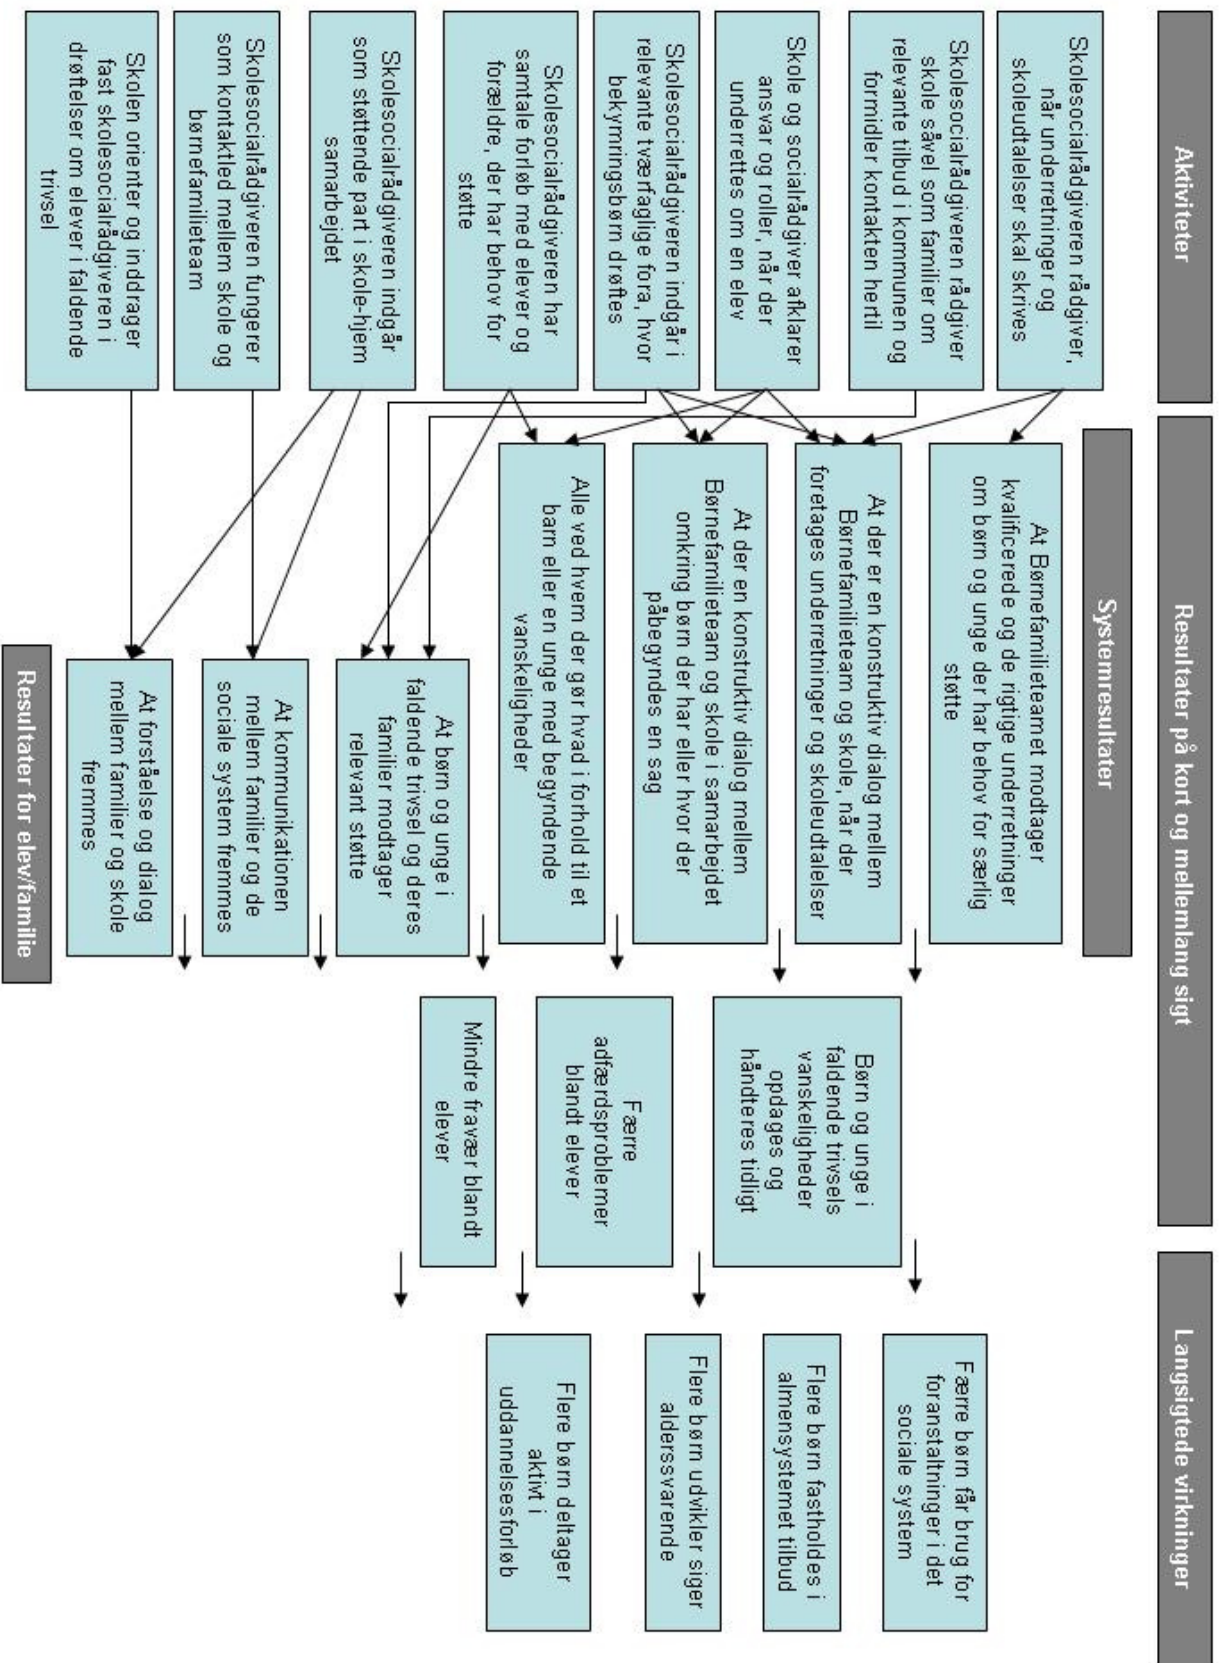 Aktiviteter
Skolesocialrådgiveren rådgiver,
når underretninger og
skoleudtalelser skal skrives
Skolesocialrådgiveren rådgiver
skole såvel som familier om
relevante tilbud i kommunen og
formidler kontakten hertil
Skole og socialrådgiver afklarer
ansvar og roller, når der
underrettes om en elev
Skolesocialrådgiveren indgår i
relevante tværfaglige fora, hvor
bekymringsbørn drøftes
Skolesocialrådgiveren har
samtale forløb med elever og
forældre, der har behov for
støtte
Skolesocialrådgiveren indgår
som støttende part i skole-hjem
samarbejdet
Skolesocialrådgiveren fungerer
som kontaktled mellem skole og
børnefamilieteam
Skolen orienter og inddrager
fast skolesocialrådgiveren i
drøftelser om elever i faldende
trivsel
Resultater på kort og mellemlang sigt
Systemresultater
At Børnefamilieteamet modtager
kvalificerede og de rigtige underretninger
om børn og unge der har behov for særlig
støtte
At der er en konstruktiv dialog mellem
Børnefamilieteam og skole, når der
foretages underretninger og skoleudtalelser
At der en konstruktiv dialog mellem
Børnefamilieteam og skole i samarbejdet
omkring børn der har eller hvor der
påbegyndes en sag
Alle ved hvem der gør hvad i forhold til et
barn eller en unge med begyndende
vanskeligheder
At børn og unge i
faldende trivsel og deres
familier modtager
relevant støtte
At kommunikationen
mellem familier og de
sociale system fremmes
At forståelse og dialog
mellem familier og skole
fremmes
Resultater for elev/familie
Børn og unge i
faldende trivsels
vanskeligheder
opdages og
håndteres tidligt
Færre
adfærdsproblemer
blandt elever
Mindre fravær blandt
elever
Langsigtede virkninger
Færre børn får brug for
foranstaltninger i det
sociale system
Flere børn fastholdes i
almensystemet tilbud
Flere børn udvikler siger
alderssvarende
Flere børn deltager
aktivt i
uddannelsesforløb